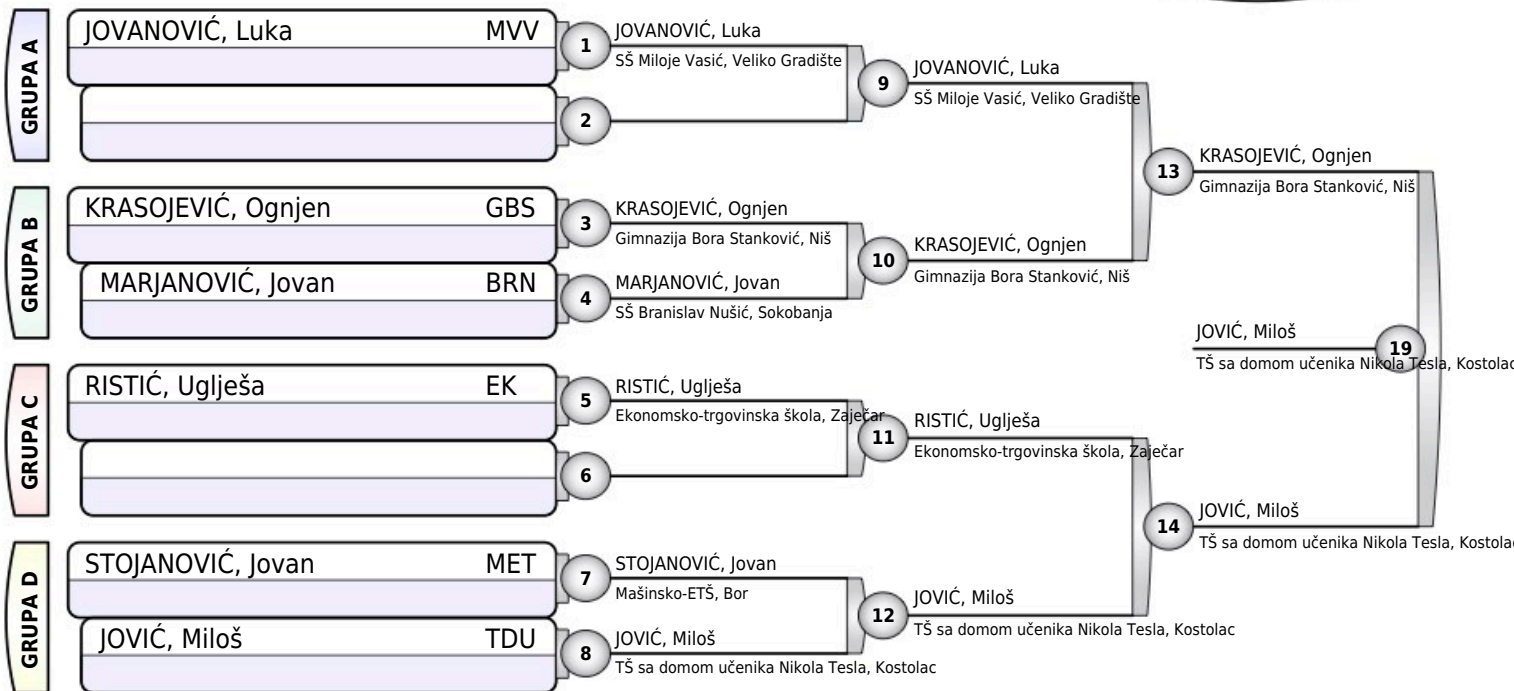 GRUPA A
JOVANOVIĆ, Luka MVV
1
JOVANOVIĆ, Luka
SŠ Miloje Vasić, Veliko Gradište
2
9
JOVANOVIĆ, Luka
SŠ Miloje Vasić, Veliko Gradište
GRUPA B
KRASOJEVIĆ, Ognjen GBS
3
KRASOJEVIĆ, Ognjen
Gimnazija Bora Stanković, Niš
MARJANOVIĆ, Jovan BRN
4
MARJANOVIĆ, Jovan
SŠ Branislav Nušić, Sokobanja
10
KRASOJEVIĆ, Ognjen
Gimnazija Bora Stanković, Niš
13
KRASOJEVIĆ, Ognjen
Gimnazija Bora Stanković, Niš
GRUPA C
RISTIĆ, Uglješa EK
5
RISTIĆ, Uglješa
Ekonomsko-trgovinska škola, Zaječar
6
11
RISTIĆ, Uglješa
Ekonomsko-trgovinska škola, Zaječar
GRUPA D
STOJANOVIĆ, Jovan MET
7
STOJANOVIĆ, Jovan
Mašinsko-ETŠ, Bor
JOVIĆ, Miloš TDU
8
JOVIĆ, Miloš
TŠ sa domom učenika Nikola Tesla, Kostolac
12
JOVIĆ, Miloš
TŠ sa domom učenika Nikola Tesla, Kostolac
14
JOVIĆ, Miloš
TŠ sa domom učenika Nikola Tesla, Kostolac
JOVIĆ, Miloš
19
TŠ sa domom učenika Nikola Tesla, Kostolac